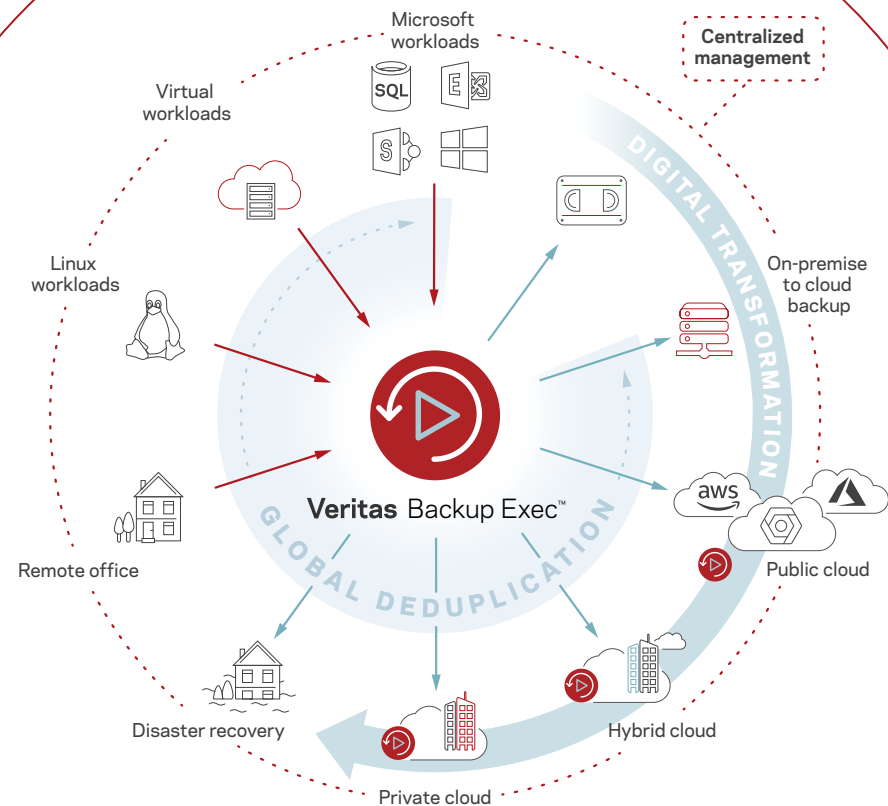 Microsoft
workloads
Centralized
management
SQL
E
S
Virtual
workloads
DIGITAL TRANSFORMATION
Linux
workloads
On-premise
to cloud
backup
Veritas Backup Exec™
aws
GLOBAL DEDUPLICATION
Remote office
Public cloud
Disaster recovery
Hybrid cloud
Private cloud